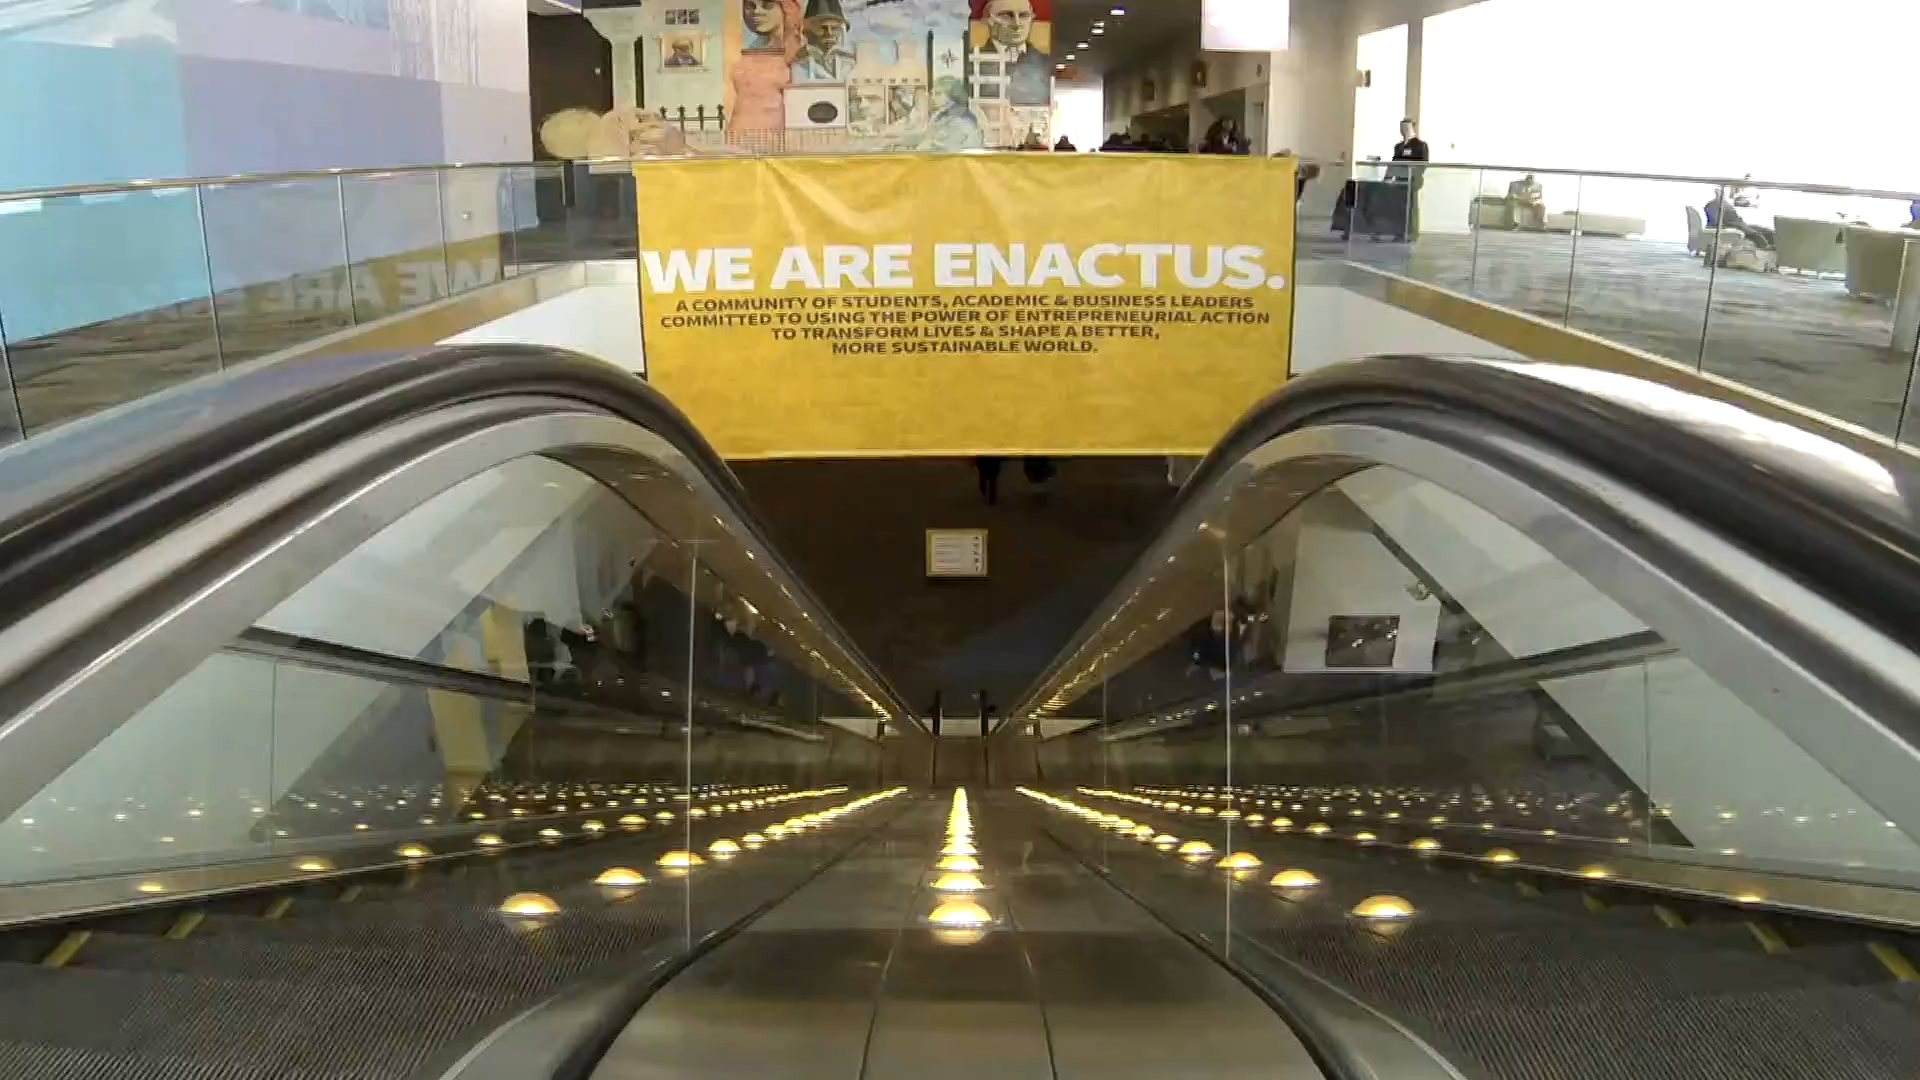 WE ARE ENACTUS.
A COMMUNITY OF STUDENTS, ACADEMIC & BUSINESS LEADERS
COMMITTED TO USING THE POWER OF ENTREPRENEURIAL ACTION
TO TRANSFORM LIVES & SHAPE A BETTER,
MORE SUSTAINABLE WORLD.